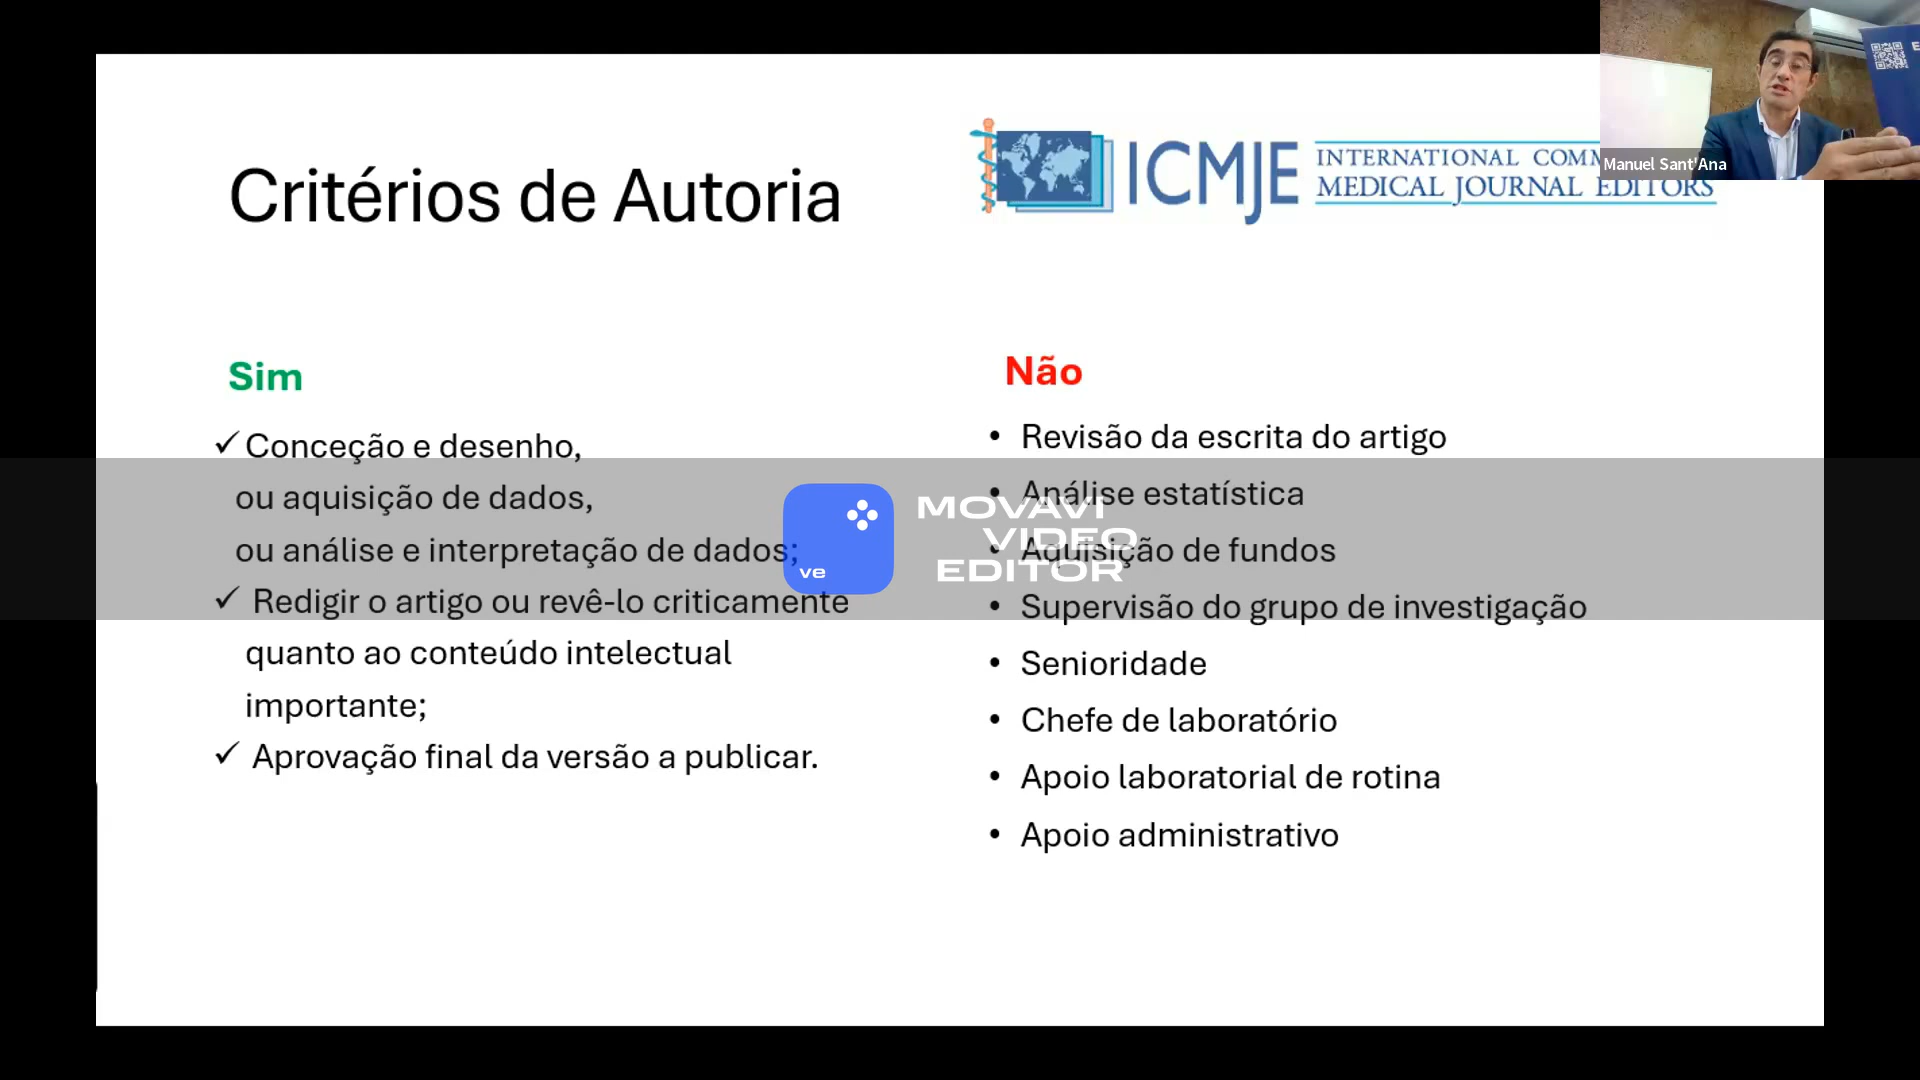 Critérios de Autoria
ICMJE
INTERNATIONAL
MEDICAL JOURNAL EDITORS
Manuel Sant'Ana
Sim
✓ Conceção e desenho,
ou aquisição de dados,
ou análise e interpretação de dados;
✓ Redigir o artigo ou revê-lo criticamente
quanto ao conteúdo intelectual
importante;
✓ Aprovação final da versão a publicar.
Não
• Revisão da escrita do artigo
• Análise estatística
• Aquisição de fundos
• Supervisão do grupo de investigação
• Senioridade
• Chefe de laboratório
• Apoio laboratorial de rotina
• Apoio administrativo
ve
MOVAVI
VIDEO
EDITOR